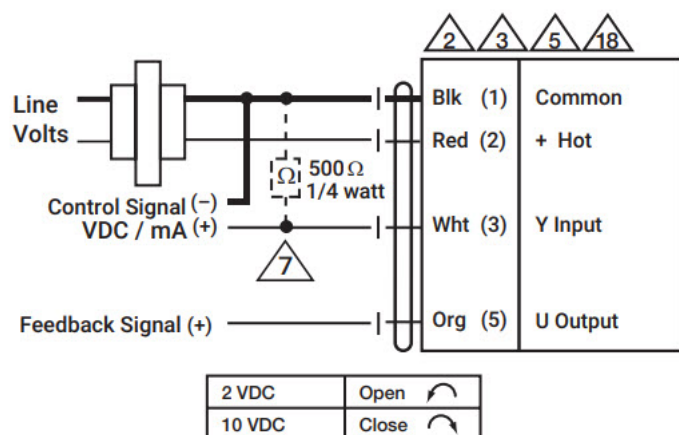 2 3 5 18
Line
Volts
Blk (1) Common
Red (2) + Hot
Ω 500 Ω
1/4 watt
Control Signal (−)
VDC / mA (+)
Wht (3) Y Input
7
Feedback Signal (+)
Org (5) U Output
2 VDC Open
10 VDC Close